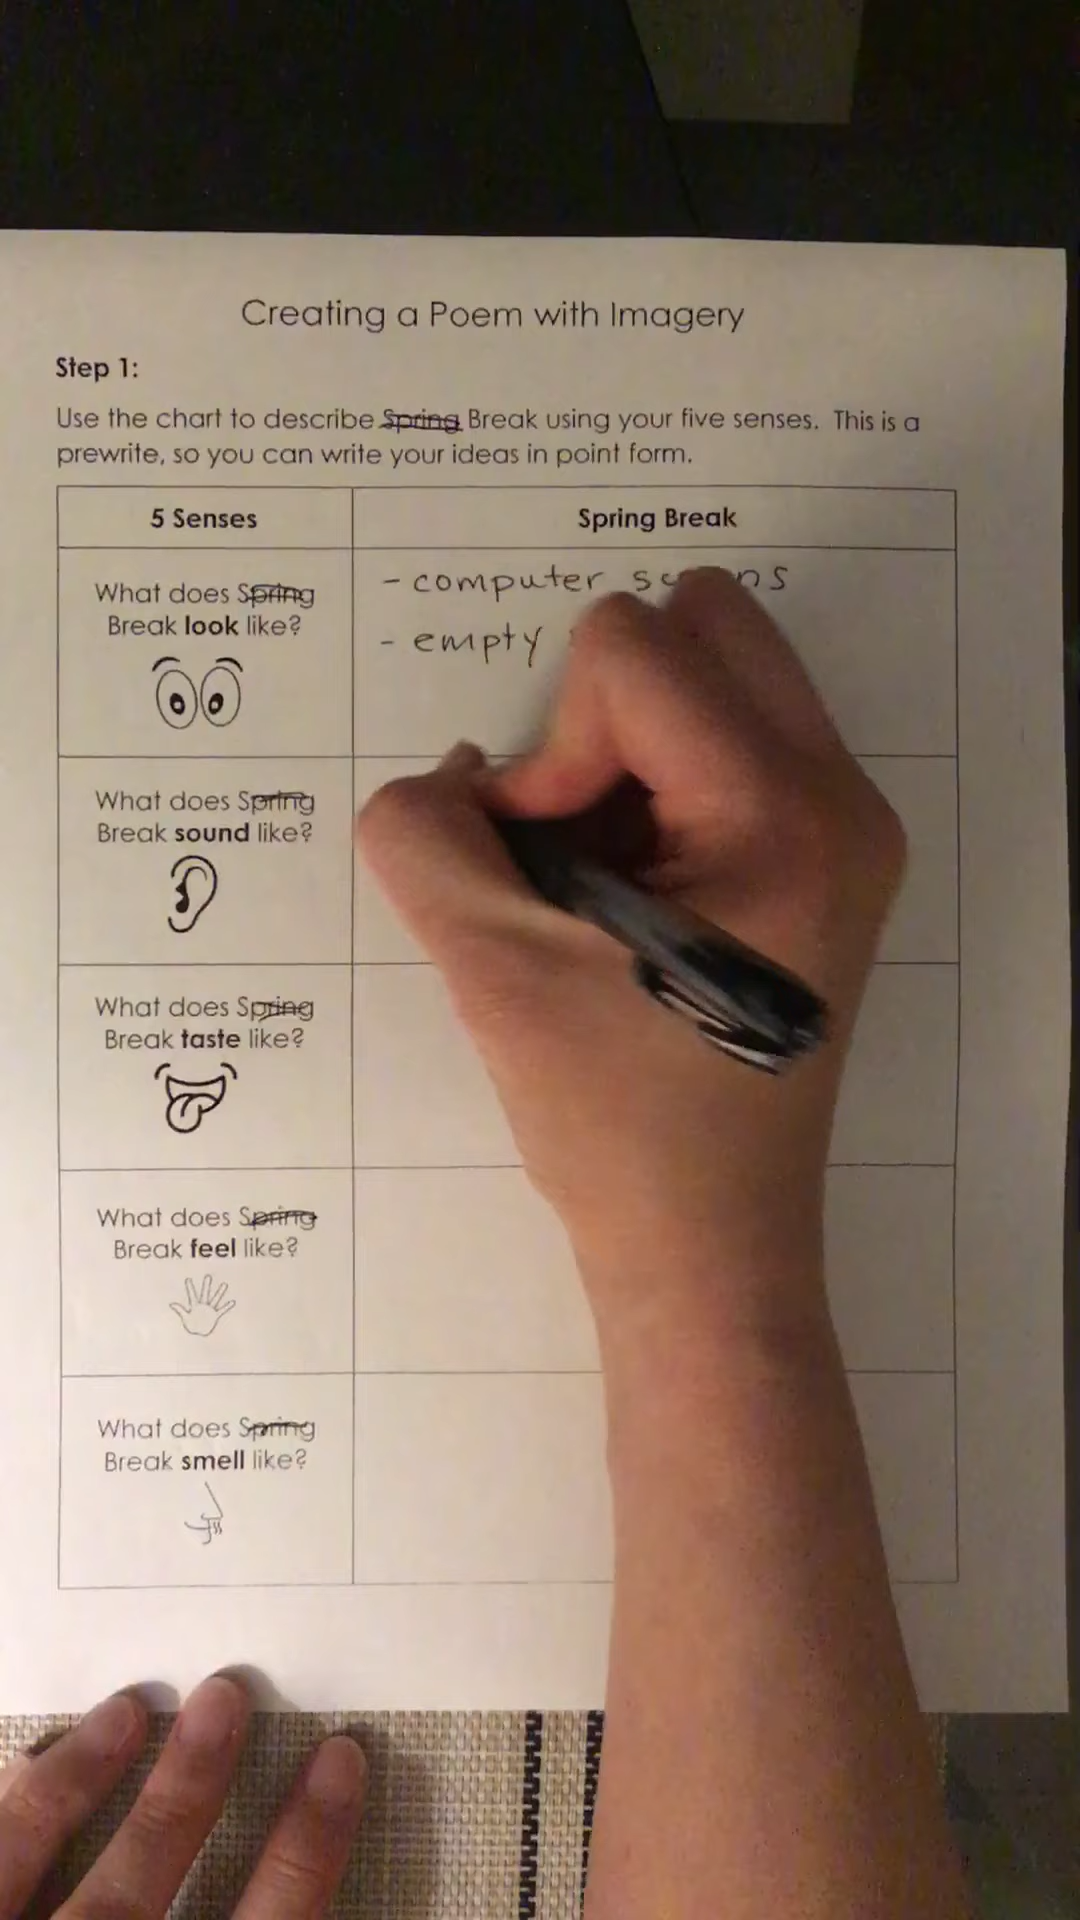 Creating a Poem with Imagery
Step 1:
Use the chart to describe Spring Break using your five senses. This is a
prewrite, so you can write your ideas in point form.
5 Senses
Spring Break
What does Spring
Break look like?
- computer
- empty
What does Spring
Break sound like?
What does Spring
Break taste like?
What does Spring
Break feel like?
What does Spring
Break smell like?